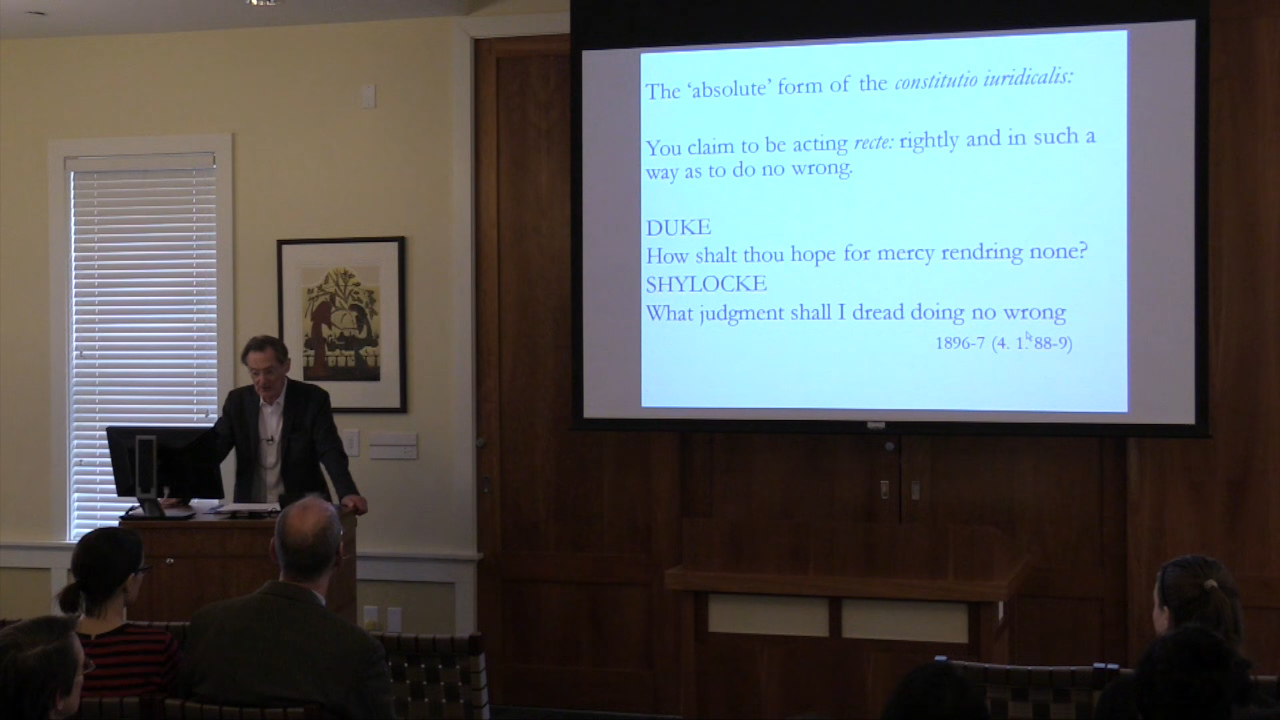 The ‘absolute’ form of the constitutio iuridicalis:
You claim to be acting recte: rightly and in such a
way as to do no wrong.
DUKE
How shalt thou hope for mercy rendring none?
SHYLOCKE
What judgment shall I dread doing no wrong
1896-7 (4. 1. 88-9)